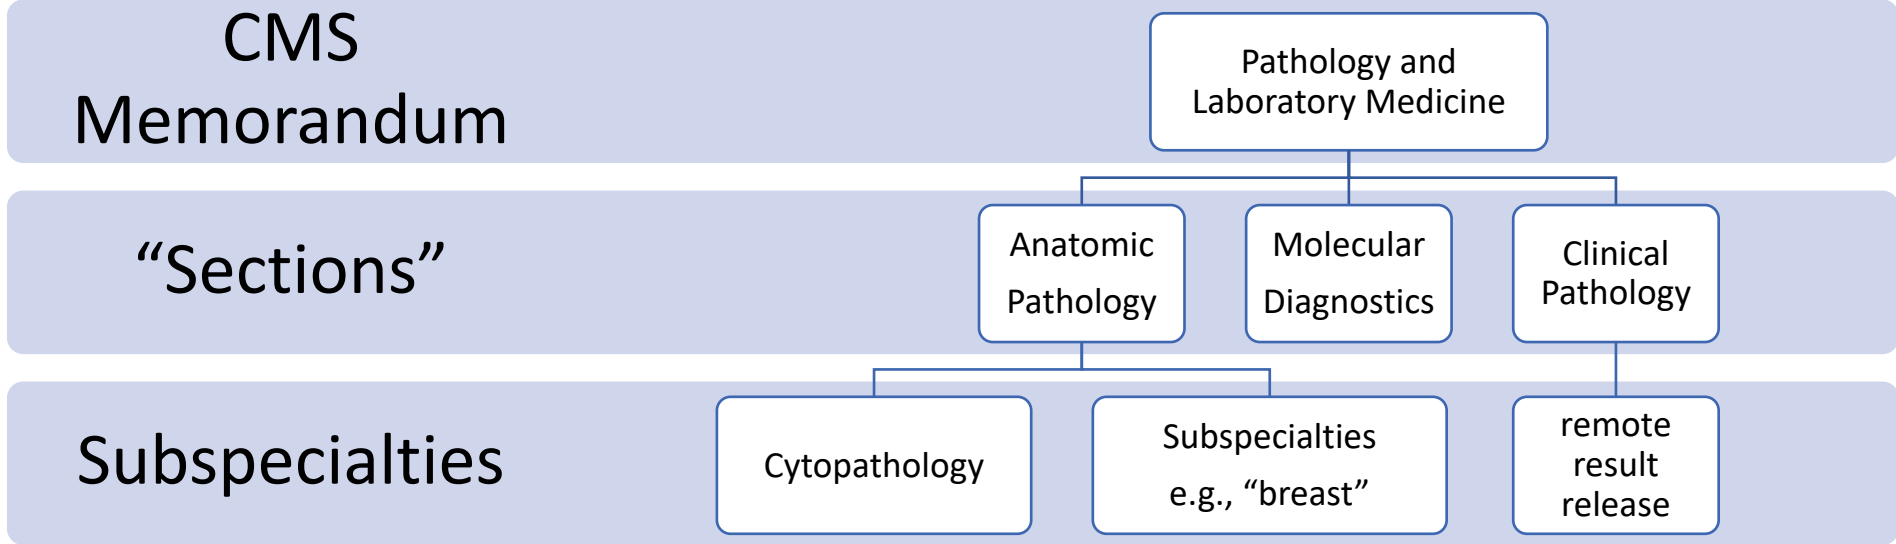 CMS
Memorandum
Pathology and
Laboratory Medicine
“Sections”
Anatomic
Pathology
Molecular
Diagnostics
Clinical
Pathology
Subspecialties
Cytopathology
Subspecialties
e.g., “breast”
remote
result
release